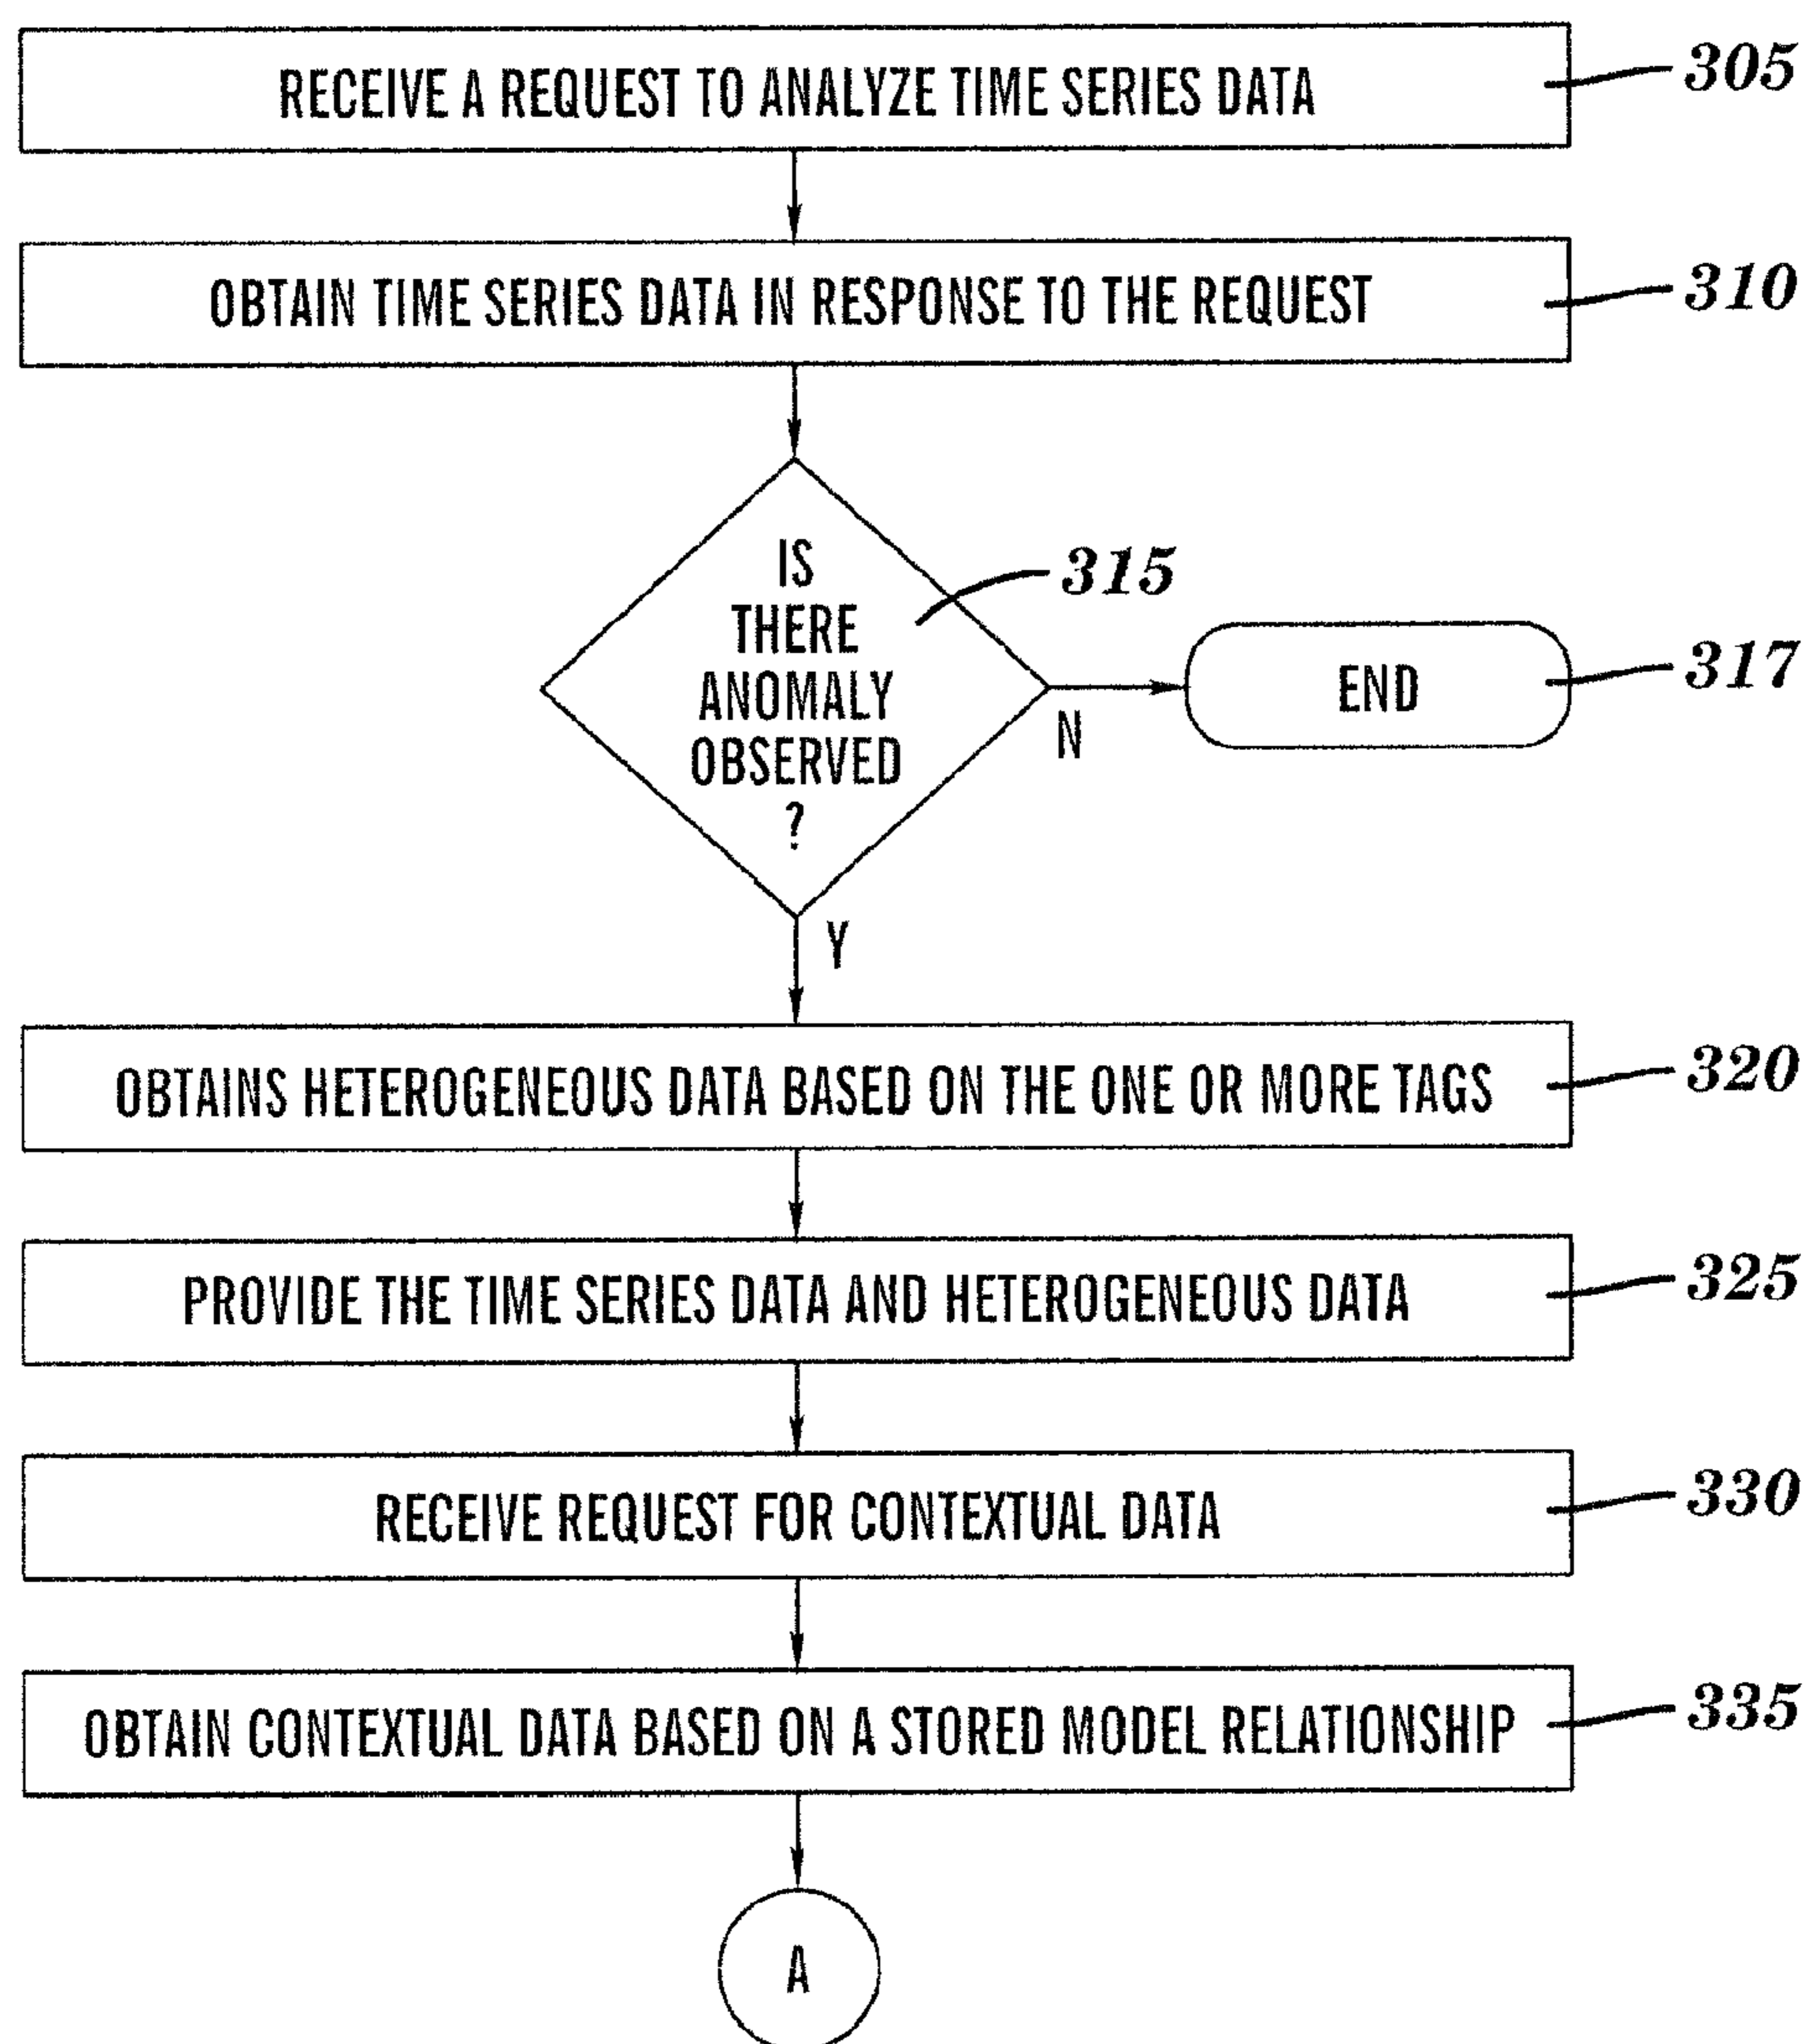 RECEIVE A REQUEST TO ANALYZE TIME SERIES DATA
305
OBTAIN TIME SERIES DATA IN RESPONSE TO THE REQUEST
310
IS
THERE
ANOMALY
OBSERVED
?
315
N
END
317
Y
OBTAINS HETEROGENEOUS DATA BASED ON THE ONE OR MORE TAGS
320
PROVIDE THE TIME SERIES DATA AND HETEROGENEOUS DATA
325
RECEIVE REQUEST FOR CONTEXTUAL DATA
330
OBTAIN CONTEXTUAL DATA BASED ON A STORED MODEL RELATIONSHIP
335
A